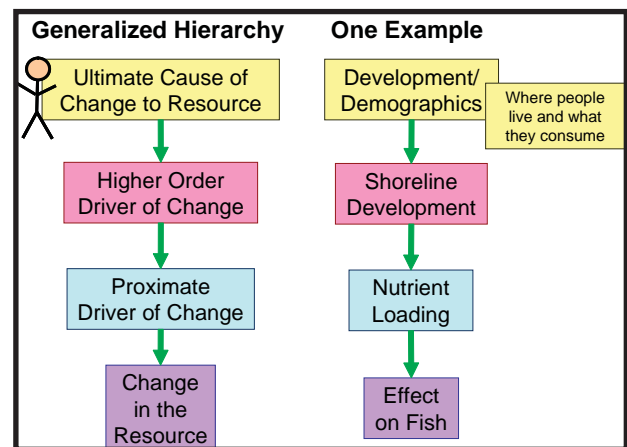 Generalized Hierarchy
One Example
Ultimate Cause of
Change to Resource
Development/
Demographics
Where people
live and what
they consume
Higher Order
Driver of Change
Shoreline
Development
Proximate
Driver of Change
Nutrient
Loading
Change
in the
Resource
Effect
on Fish